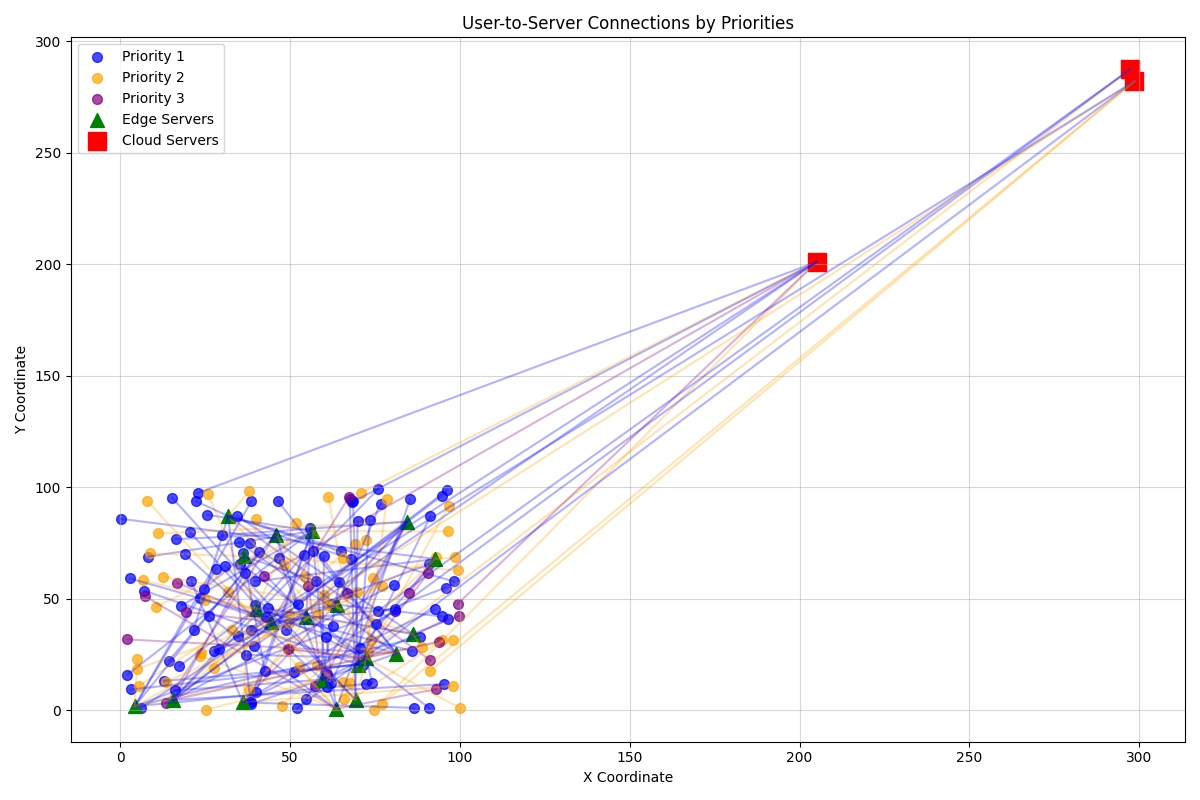 User-to-Server Connections by Priorities
Priority 1
Priority 2
Priority 3
Edge Servers
Cloud Servers
Y Coordinate
300
250
200
150
100
50
0
0 50 100 150 200 250 300
X Coordinate